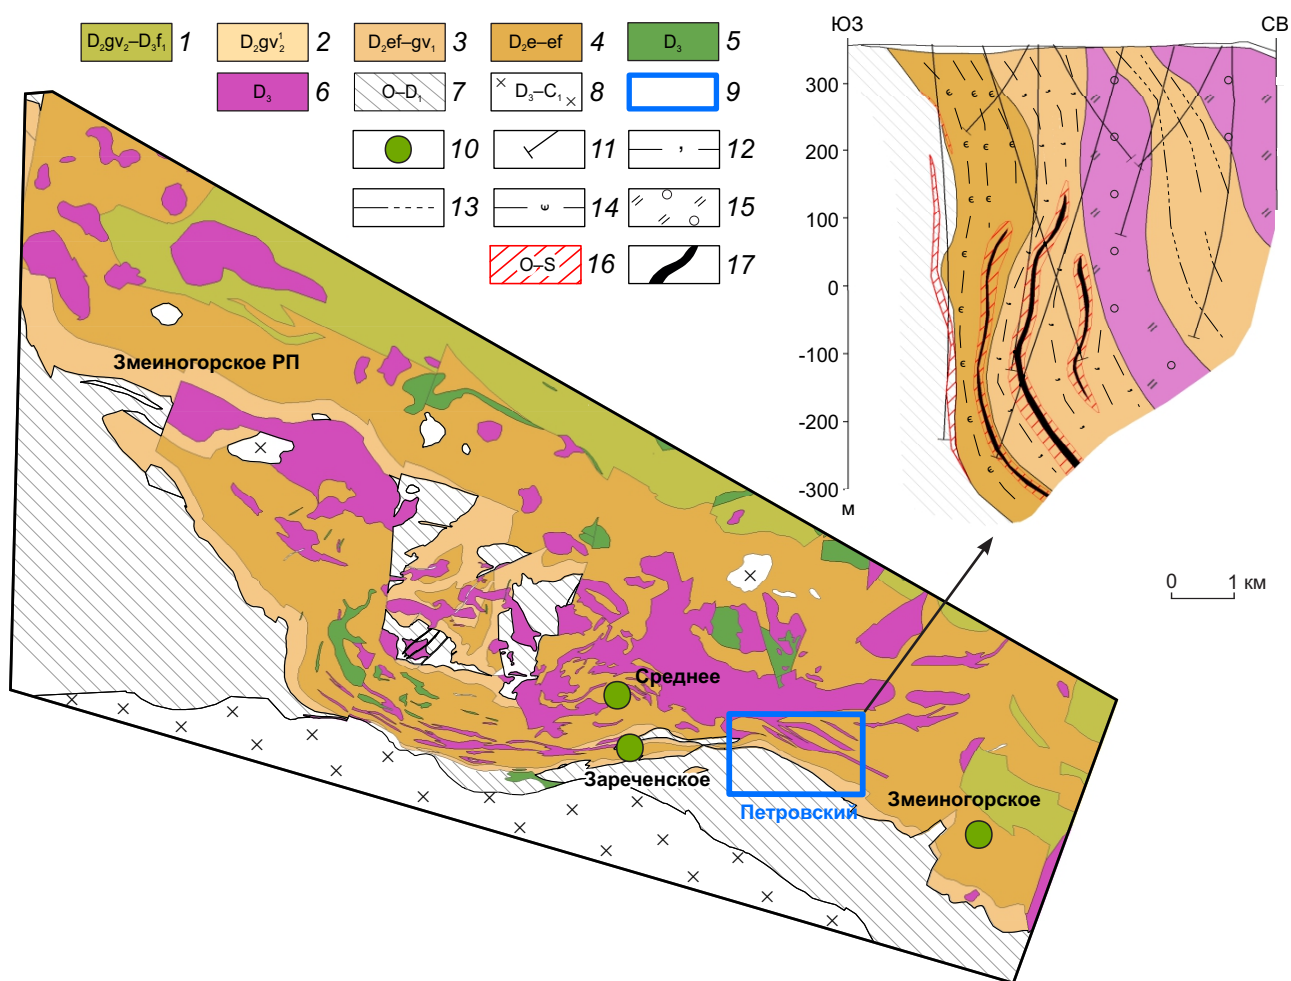 D₂gv₂–D₃f₁ 1
D₂gv₂¹ 2
D₂ef–gv₁ 3
D₂e–ef 4
D₃ 5
D₃ 6
O–D₁ 7
D₃–C₁ 8
9
10
11
12
13
14
15
O–S 16
17
ЮЗ
СВ
300
200
100
0
-100
-200
-300
м
0 1 км
Змеиногорское РП
Среднее
Зареченское
Петровский
Змеиногорское